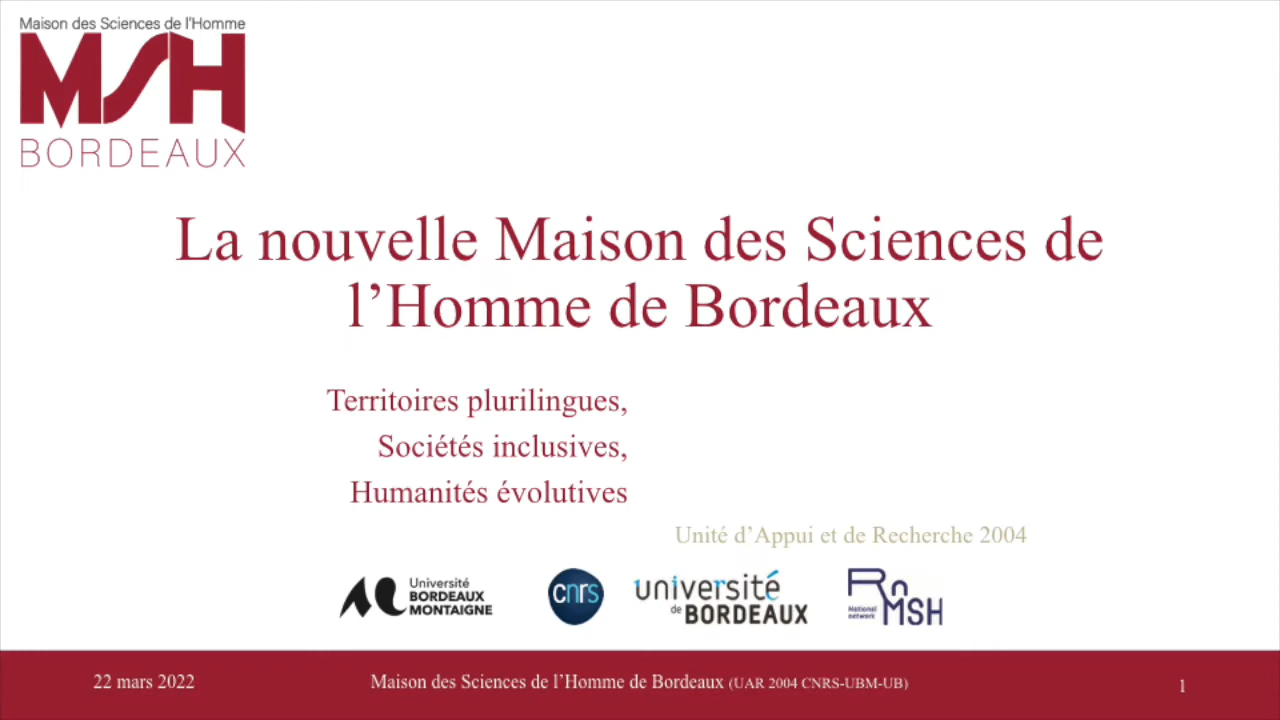 Maison des Sciences de l'Homme
MSH
BORDEAUX
La nouvelle Maison des Sciences de
l’Homme de Bordeaux
Territoires plurilingues,
Sociétés inclusives,
Humanités évolutives
Unité d’Appui et de Recherche 2004
Université
BORDEAUX
MONTAIGNE
cnrs
université
de BORDEAUX
RnMSH
National
network
22 mars 2022
Maison des Sciences de l’Homme de Bordeaux (UAR 2004 CNRS-UBM-UB)
1